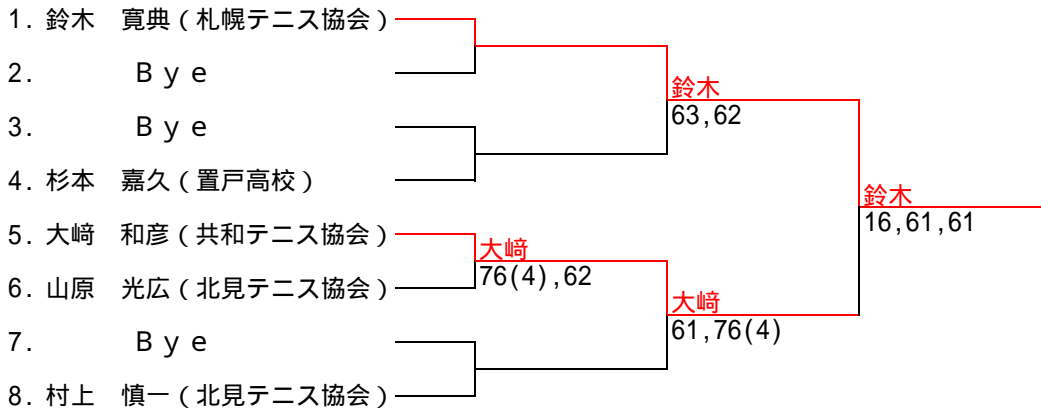 1. 鈴木　寛典(札幌テニス協会)
2.　　　Ｂｙｅ
鈴木
63,62
3.　　　Ｂｙｅ
4. 杉本　嘉久(置戸高校)
鈴木
16,61,61
5. 大﨑　和彦(共和テニス協会)
大﨑
76(4),62
6. 山原　光広(北見テニス協会)
大﨑
61,76(4)
7.　　　Ｂｙｅ
8. 村上　慎一(北見テニス協会)